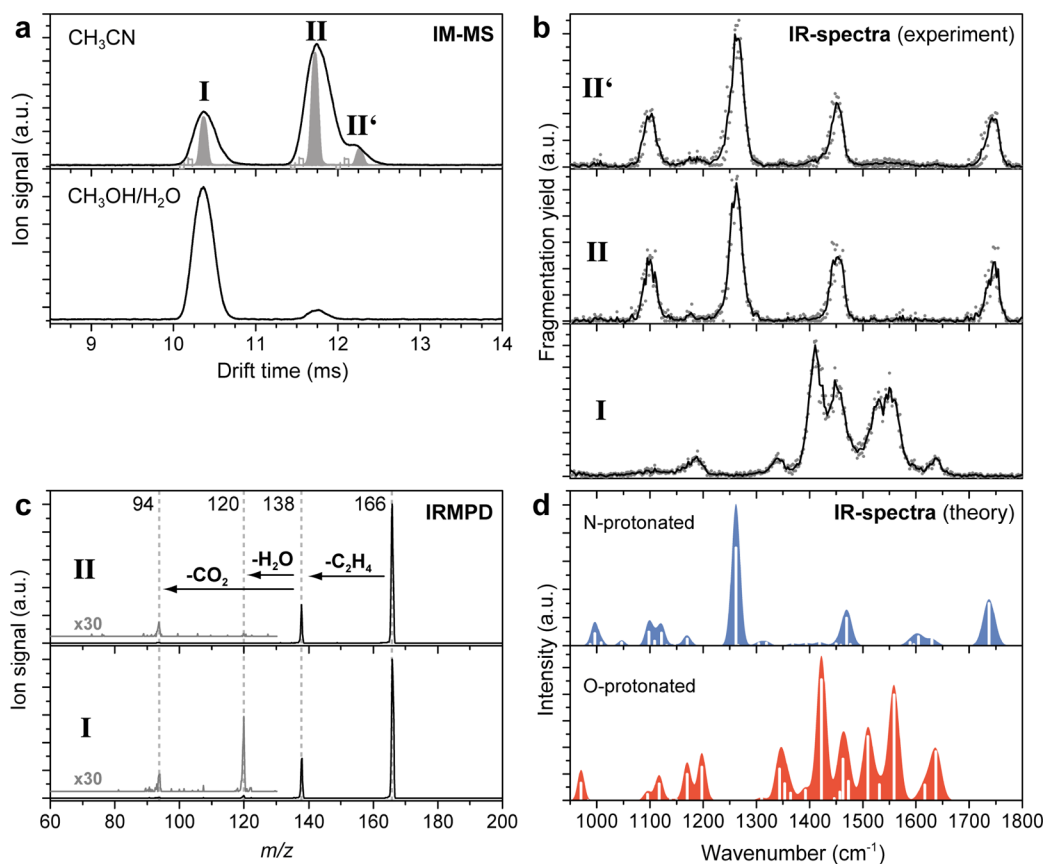 a
CH₃CN
IM-MS
I
II
II‘
CH₃OH/H₂O
Ion signal (a.u.)
9 10 11 12 13 14
Drift time (ms)
b
IR-spectra (experiment)
II‘
II
I
Fragmentation yield (a.u.)
c
94 120 138 166
IRMPD
-C₂H₄
-H₂O
-CO₂
II
x30
I
x30
Ion signal (a.u.)
60 80 100 120 140 160 180 200
m/z
d
IR-spectra (theory)
N-protonated
O-protonated
Intensity (a.u.)
1000 1100 1200 1300 1400 1500 1600 1700 1800
Wavenumber (cm⁻¹)